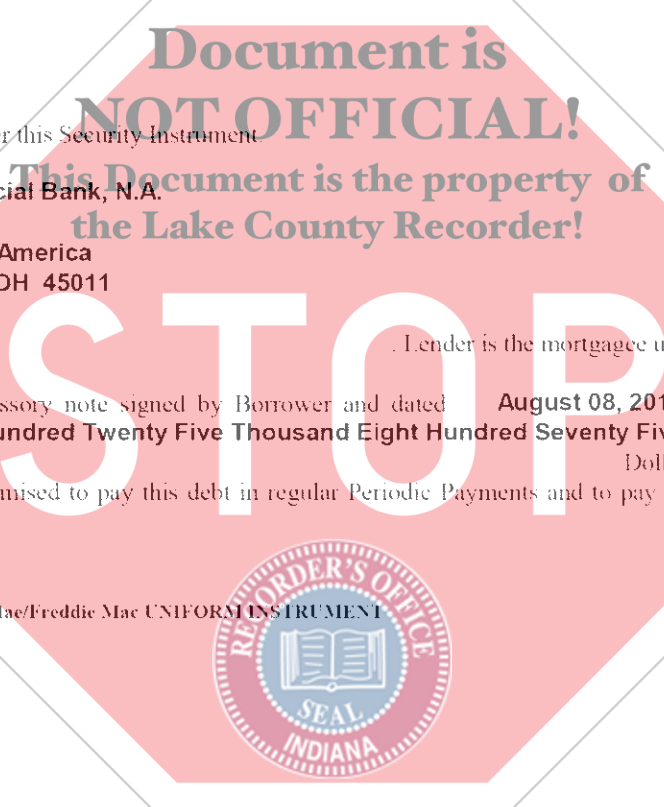 Document is
NOT OFFICIAL!
er this Security Instrument.
This Document is the property of
cial Bank, N.A.
the Lake County Recorder!
America
OH 45011
STOP
. Lender is the mortgagee u
ssory note signed by Borrower and dated August 08, 201
undred Twenty Five Thousand Eight Hundred Seventy Fiv
Doll
mised to pay this debt in regular Periodic Payments and to pay
RECORDER'S OFFICE
Mae/Freddie Mac UNIFORM INSTRUMENT
SEAL
INDIANA